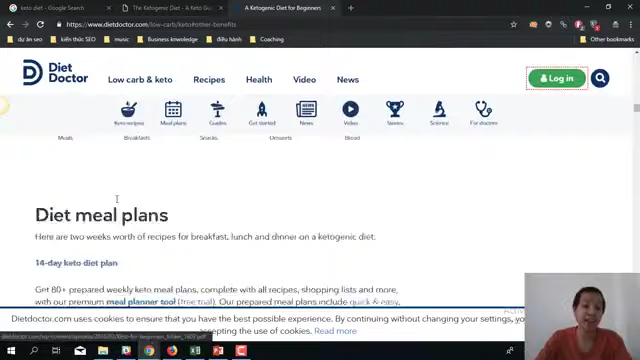 keto diet - Google Search
The Ketogenic Diet - A Keto Gui
A Ketogenic Diet for Beginners
https://www.dietdoctor.com/low-carb/keto#other-benefits
dự án seo
kiến thức SEO
music
Business knwoledge
điều hành
Coaching
Other bookmarks
Diet Doctor
Low carb & keto
Recipes
Health
Video
News
Log in
Keto recipes
Meal plans
Guides
Get started
News
Video
Stories
Science
For doctors
Meals
Breakfasts
Snacks
Desserts
Bread
Diet meal plans
Here are two weeks worth of recipes for breakfast, lunch and dinner on a ketogenic diet.
14-day keto diet plan
Get 80+ prepared weekly keto meal plans, complete with all recipes, shopping lists and more,
with our premium meal planner tool (free trial). Our prepared meal plans include quick & easy,
Dietdoctor.com uses cookies to ensure that you have the best possible experience. By continuing without changing your settings,
accepting the use of cookies. Read more